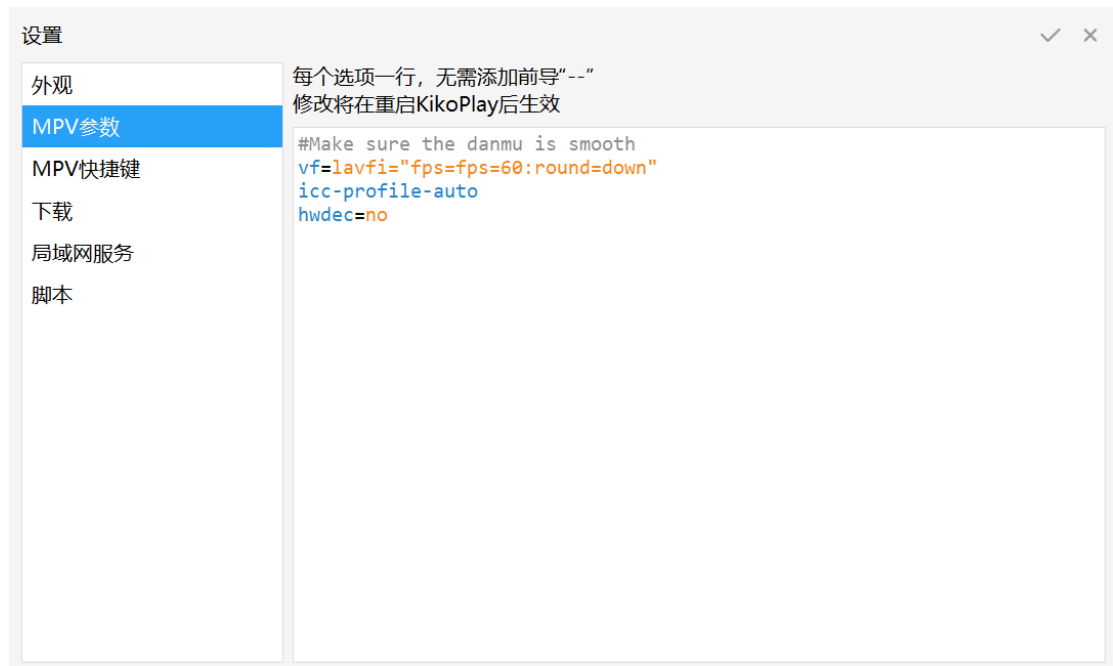 设置
外观
MPV参数
MPV快捷键
下载
局域网服务
脚本
每个选项一行，无需添加前导“--”
修改将在重启KikoPlay后生效
#Make sure the danmu is smooth
vf=lavfi="fps=fps=60:round=down"
icc-profile-auto
hwdec=no